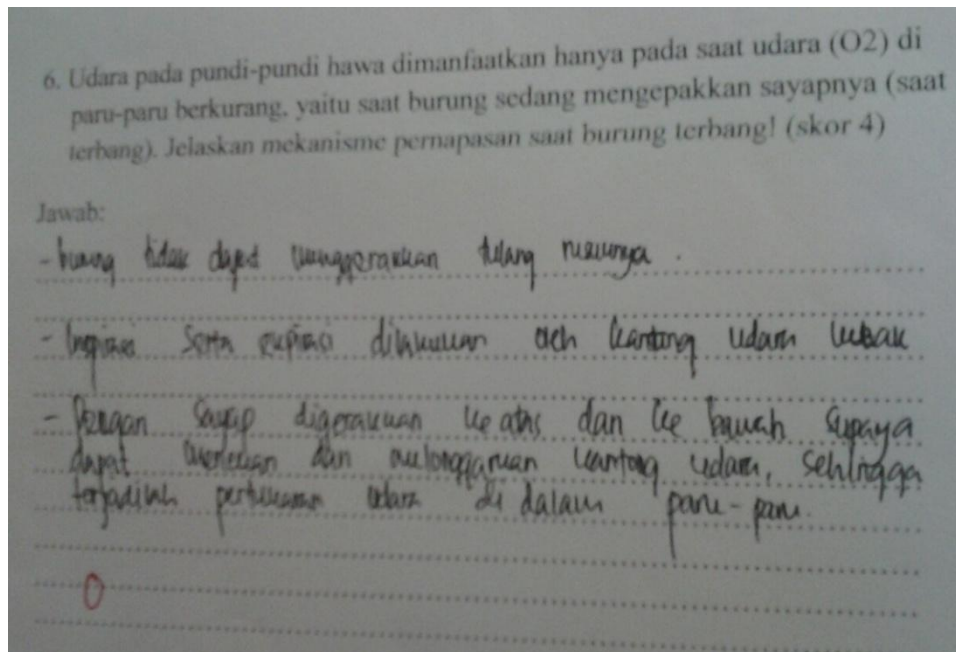 6. Udara pada pundi-pundi hawa dimanfaatkan hanya pada saat udara (O2) di
paru-paru berkurang, yaitu saat burung sedang mengepakkan sayapnya (saat
terbang). Jelaskan mekanisme pernapasan saat burung terbang! (skor 4)
Jawab:
- burung tidak dapat menggerakkan tulang rusuknya.
- Inspirasi serta ekspirasi dilakukan oleh kantong udara
- Dengan sayap digerakkan ke atas dan ke bawah supaya
dapat menekan dan melonggarkan kantong udara, sehingga
terjadilah pertukaran udara di dalam paru-paru.
0